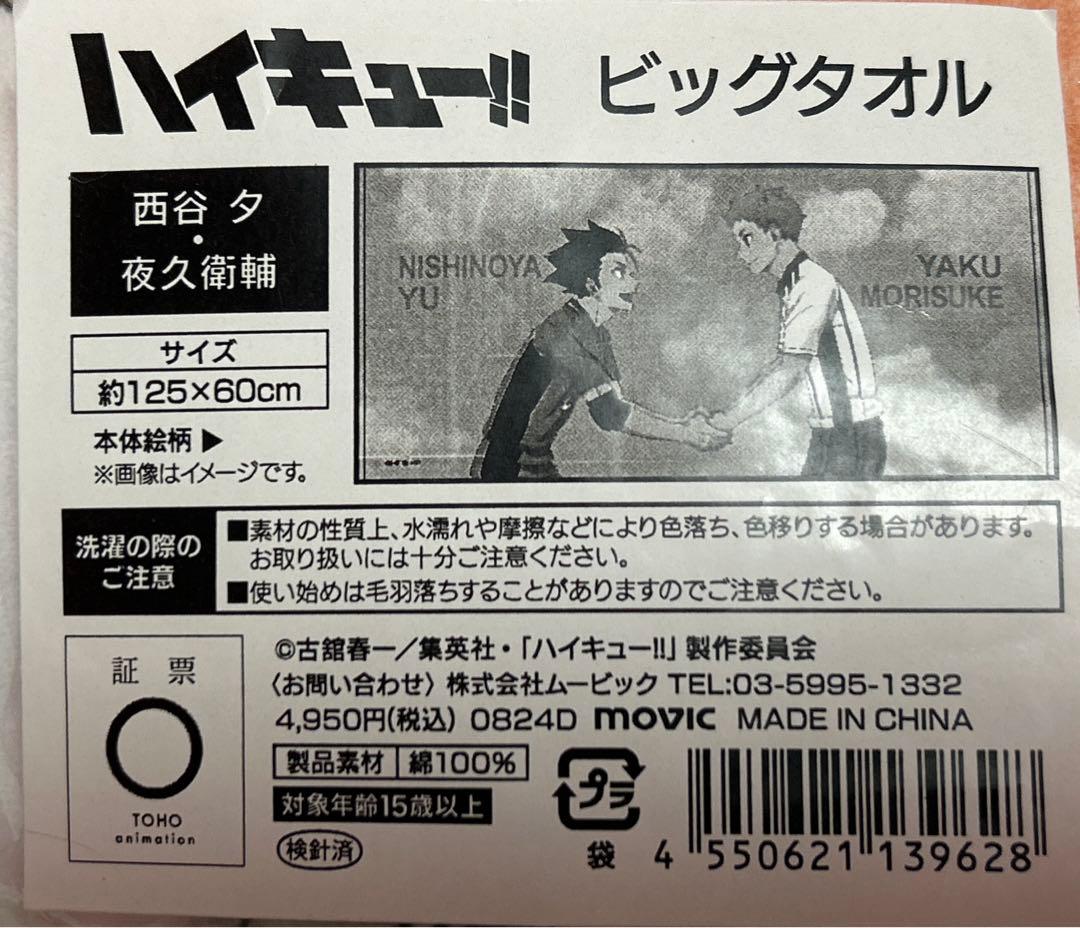 ハイキュー!! ビッグタオル
西谷 夕
・
夜久衛輔
NISHINOYA
YU
YAKU
MORISUKE
サイズ
約125×60cm
本体絵柄▶
※画像はイメージです。
洗濯の際の
ご注意
■素材の性質上、水濡れや摩擦などにより色落ち、色移りする場合があります。
お取り扱いには十分ご注意ください。
■使い始めは毛羽落ちすることがありますのでご注意ください。
証 票
TOHO
animation
©古舘春一／集英社・「ハイキュー!!」製作委員会
〈お問い合わせ〉株式会社ムービック TEL:03-5995-1332
4,950円(税込) 0824D movic MADE IN CHINA
製品素材 綿100%
対象年齢15歳以上
検針済
プラ
袋
4 550621 139628